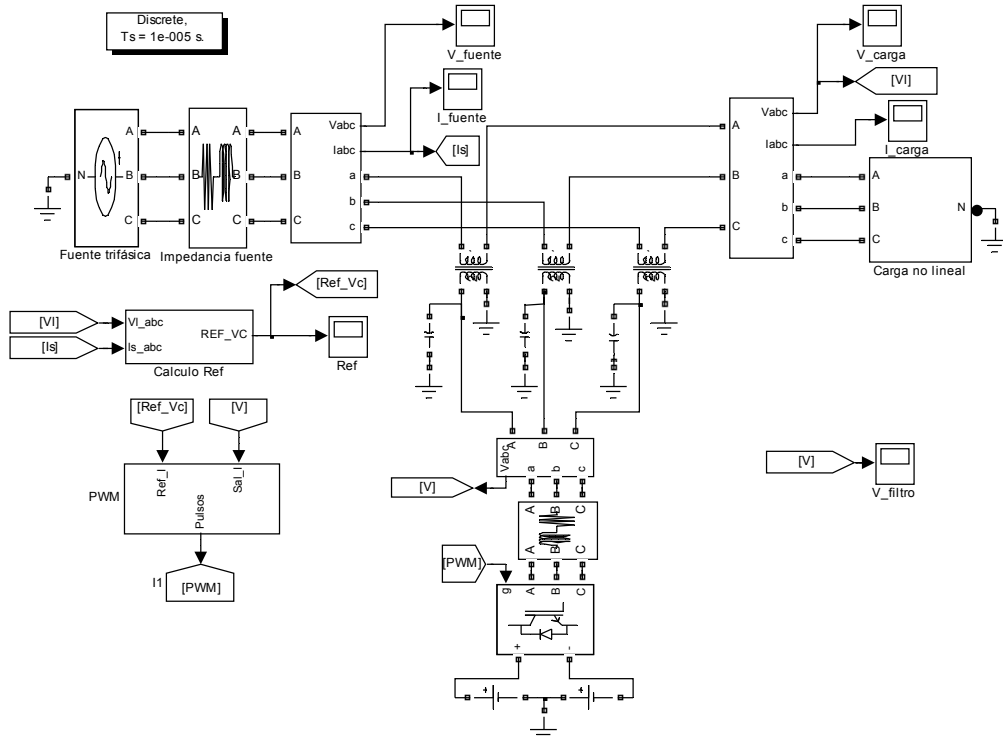 Discrete,
Ts = 1e-005 s.
V_fuente
I_fuente
[Is]
V_carga
[Vl]
I_carga
N
A
B
C
Fuente trifásica
A
B
C
A
B
C
Impedancia fuente
A
B
C
Vabc
Iabc
a
b
c
A
B
C
Vabc
Iabc
a
b
c
A
B
C
N
Carga no lineal
[Ref_Vc]
[Vl]
[Is]
Vl_abc
Is_abc
REF_VC
Calculo Ref
Ref
[Ref_Vc]
[V]
Ref_I
Sal_I
Pulsos
PWM
I1
[PWM]
Vabc
A
B
C
a
b
c
[V]
[V]
V_filtro
A
B
C
A
B
C
[PWM]
g
A
B
C
+
-
+
+